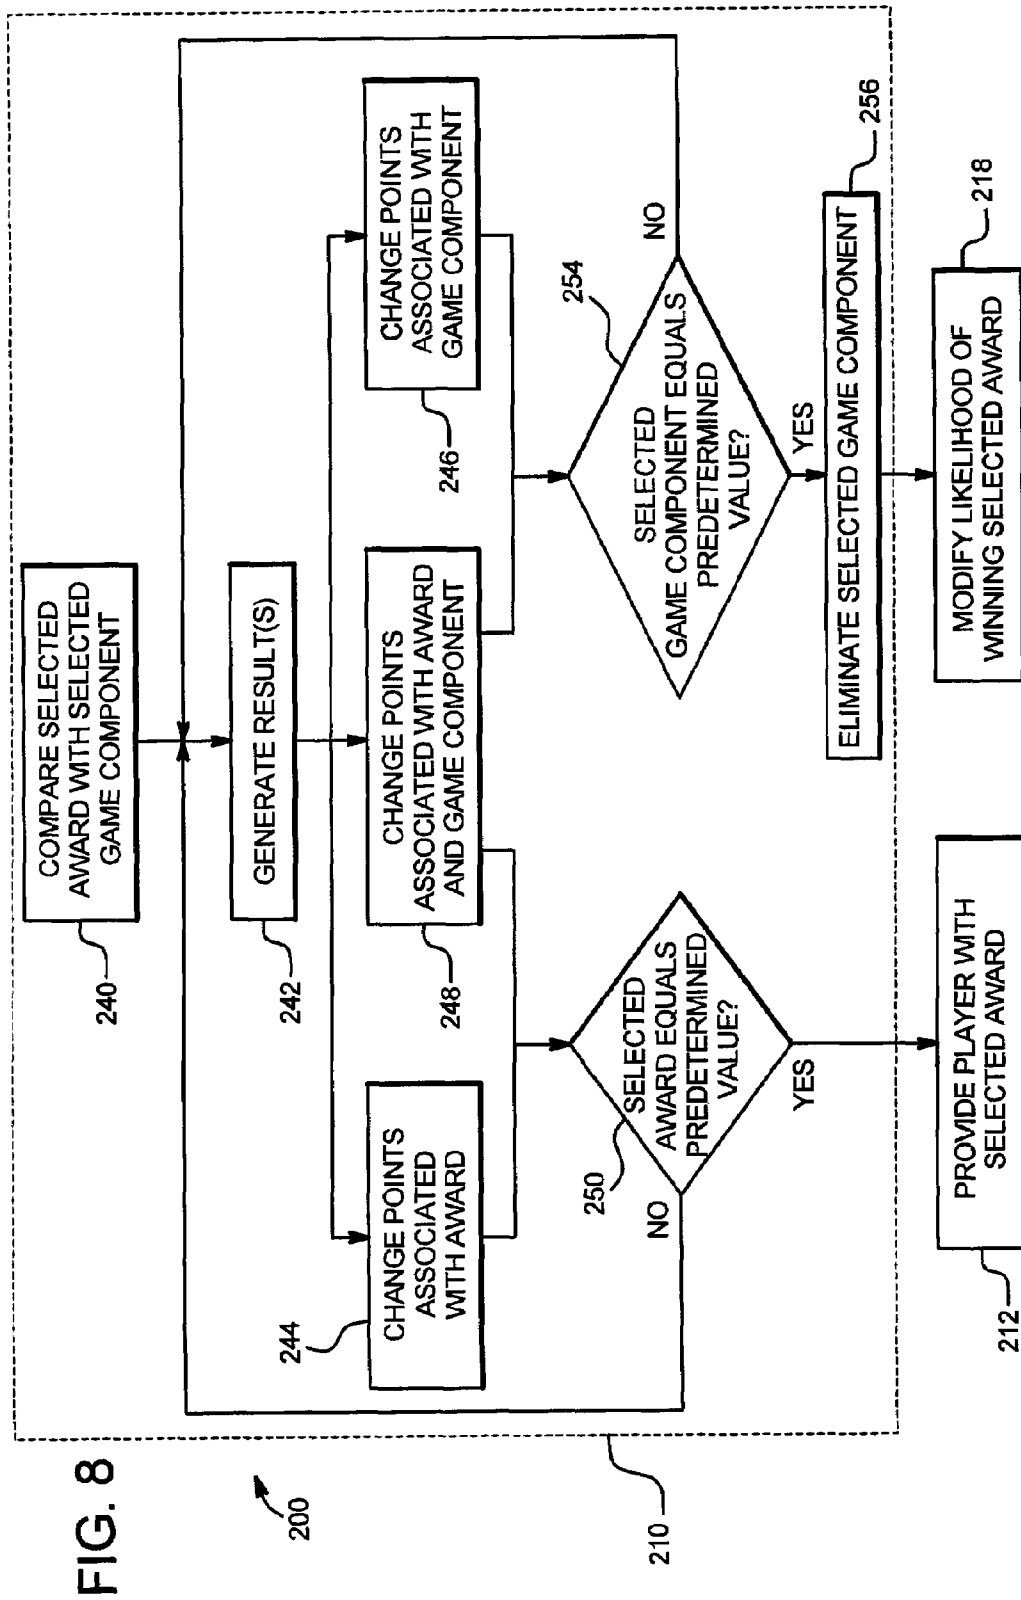 FIG. 8
200
COMPARE SELECTED
AWARD WITH SELECTED
GAME COMPONENT
240
GENERATE RESULT(S)
242
244
CHANGE POINTS
ASSOCIATED
WITH AWARD
CHANGE POINTS
ASSOCIATED WITH AWARD
AND GAME COMPONENT
248
CHANGE POINTS
ASSOCIATED WITH
GAME COMPONENT
246
250
SELECTED
AWARD EQUALS
PREDETERMINED
VALUE?
NO
YES
254
SELECTED
GAME COMPONENT EQUALS
PREDETERMINED
VALUE?
NO
YES
ELIMINATE SELECTED GAME COMPONENT
256
210
PROVIDE PLAYER WITH
SELECTED AWARD
212
MODIFY LIKELIHOOD OF
WINNING SELECTED AWARD
218